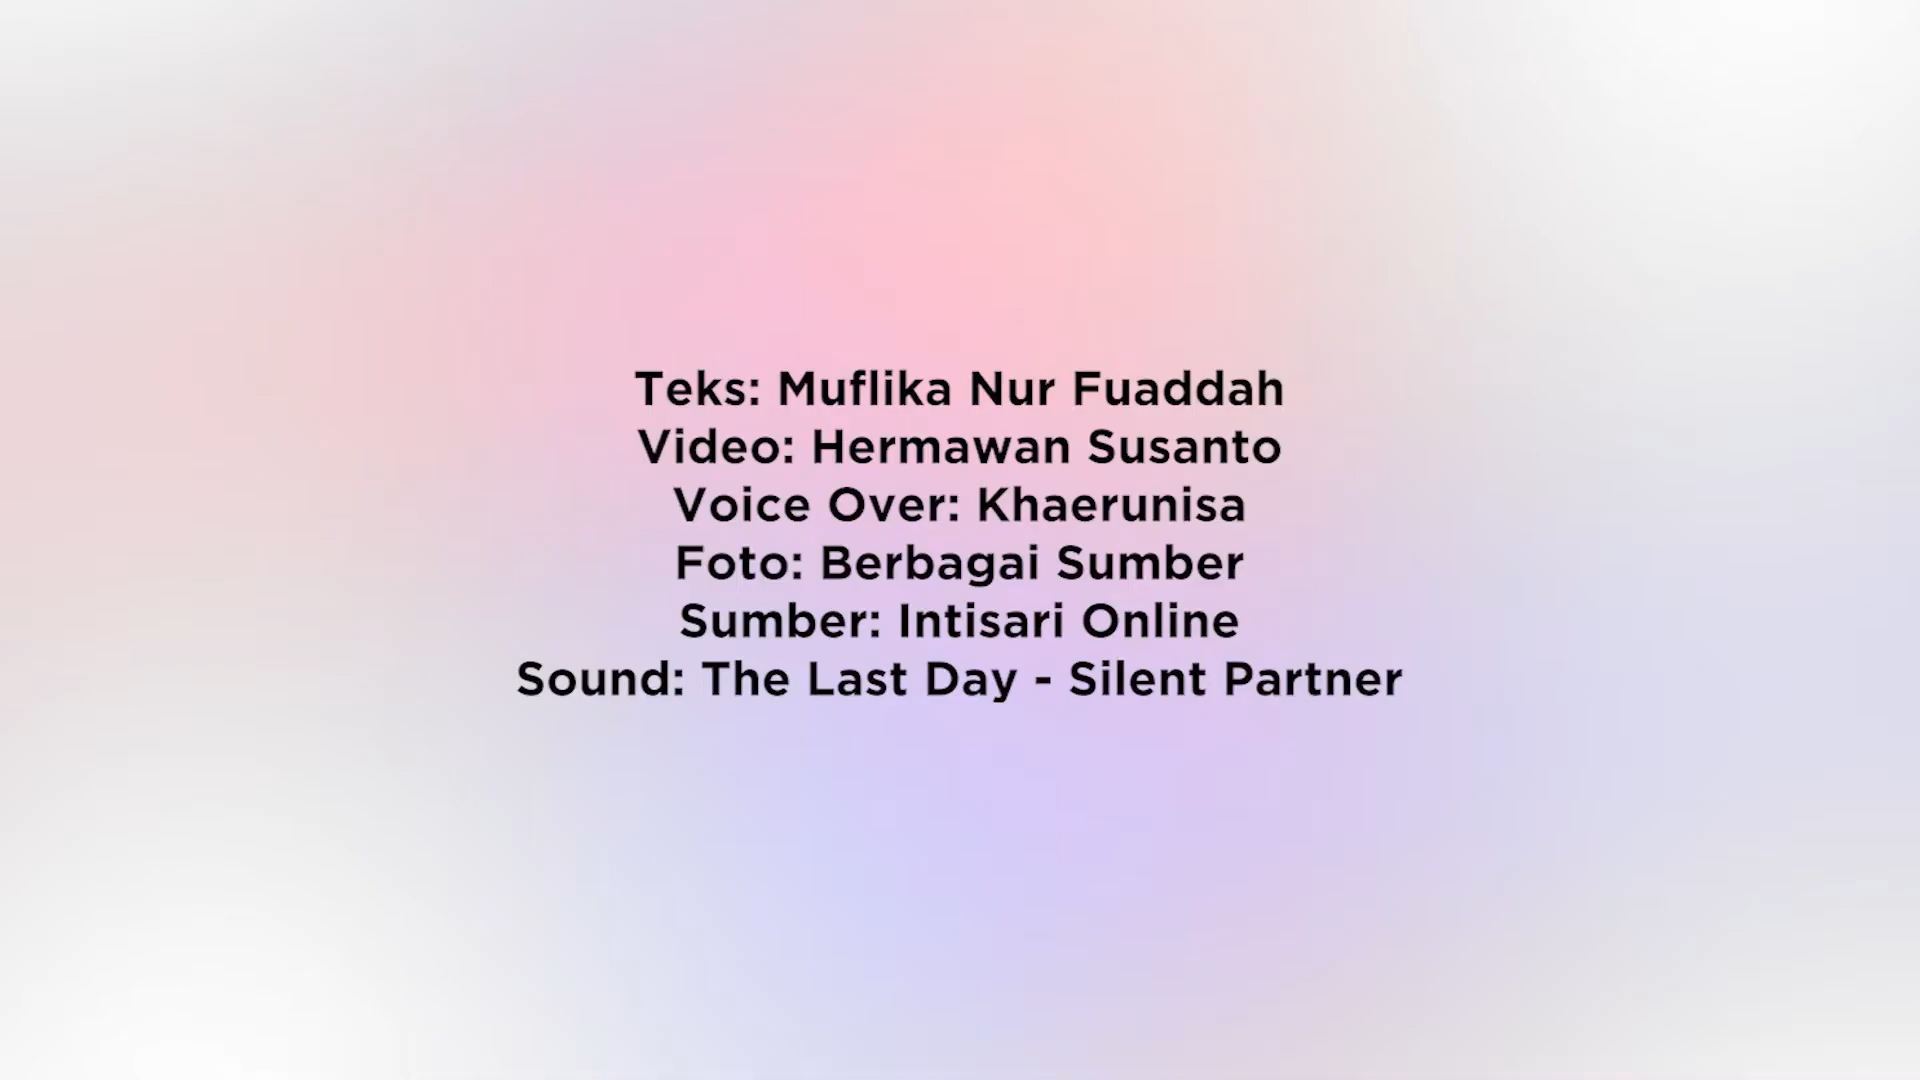 Teks: Muflika Nur Fuaddah
Video: Hermawan Susanto
Voice Over: Khaerunisa
Foto: Berbagai Sumber
Sumber: Intisari Online
Sound: The Last Day - Silent Partner